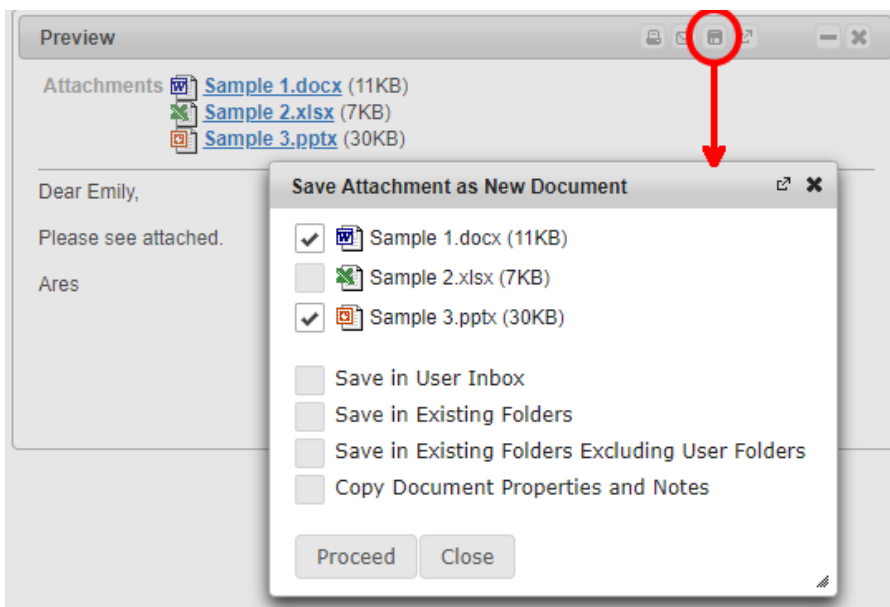 Preview
Attachments Sample 1.docx (11KB)
Sample 2.xlsx (7KB)
Sample 3.pptx (30KB)
Dear Emily,
Please see attached.
Ares
Save Attachment as New Document
Sample 1.docx (11KB)
Sample 2.xlsx (7KB)
Sample 3.pptx (30KB)
Save in User Inbox
Save in Existing Folders
Save in Existing Folders Excluding User Folders
Copy Document Properties and Notes
Proceed Close